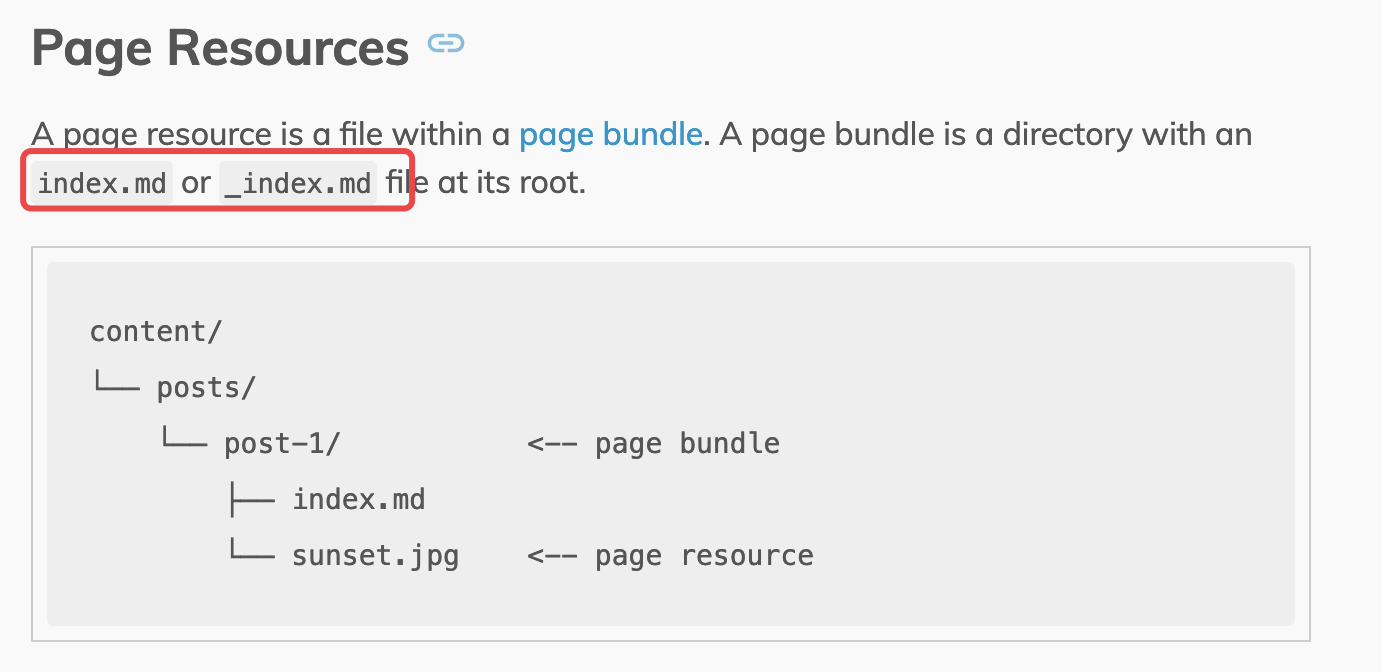 Page Resources
A page resource is a file within a page bundle. A page bundle is a directory with an
index.md or _index.md file at its root.
content/
└── posts/
    └── post-1/           <-- page bundle
        ├── index.md
        └── sunset.jpg    <-- page resource